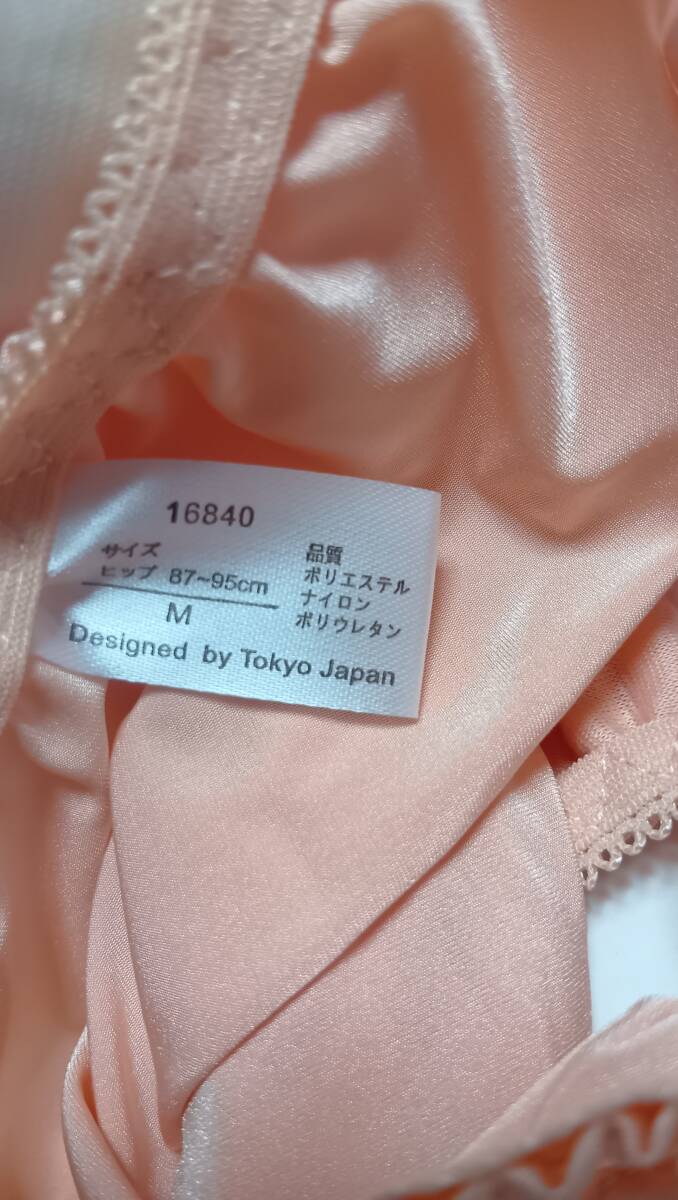 16840
サイズ
ヒップ 87~95cm
M
品質
ポリエステル
ナイロン
ポリウレタン
Designed by Tokyo Japan